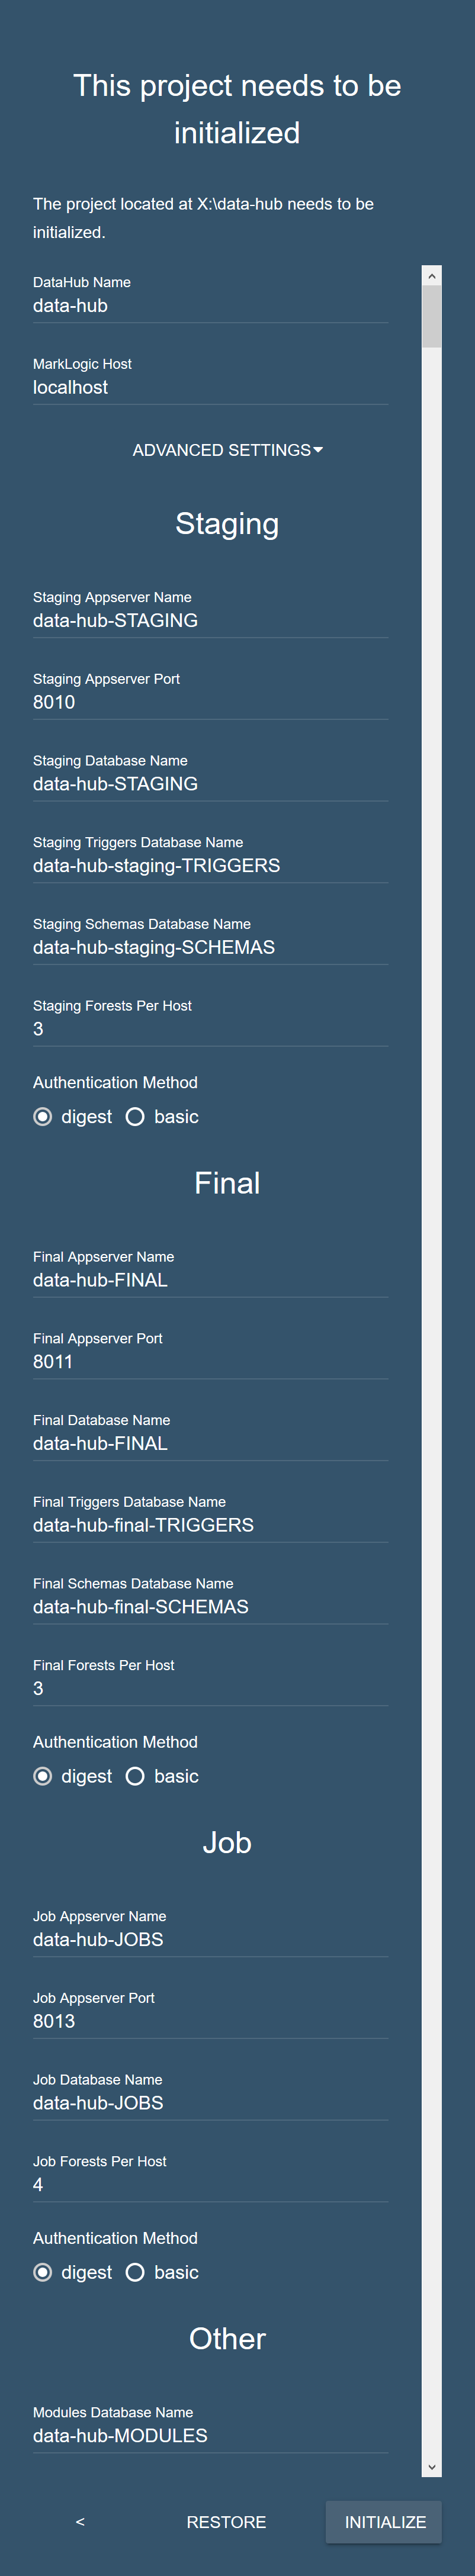 This project needs to be
initialized
The project located at X:\data-hub needs to be
initialized.
DataHub Name
data-hub
MarkLogic Host
localhost
ADVANCED SETTINGS
Staging
Staging Appserver Name
data-hub-STAGING
Staging Appserver Port
8010
Staging Database Name
data-hub-STAGING
Staging Triggers Database Name
data-hub-staging-TRIGGERS
Staging Schemas Database Name
data-hub-staging-SCHEMAS
Staging Forests Per Host
3
Authentication Method
digest basic
Final
Final Appserver Name
data-hub-FINAL
Final Appserver Port
8011
Final Database Name
data-hub-FINAL
Final Triggers Database Name
data-hub-final-TRIGGERS
Final Schemas Database Name
data-hub-final-SCHEMAS
Final Forests Per Host
3
Authentication Method
digest basic
Job
Job Appserver Name
data-hub-JOBS
Job Appserver Port
8013
Job Database Name
data-hub-JOBS
Job Forests Per Host
4
Authentication Method
digest basic
Other
Modules Database Name
data-hub-MODULES
< RESTORE INITIALIZE